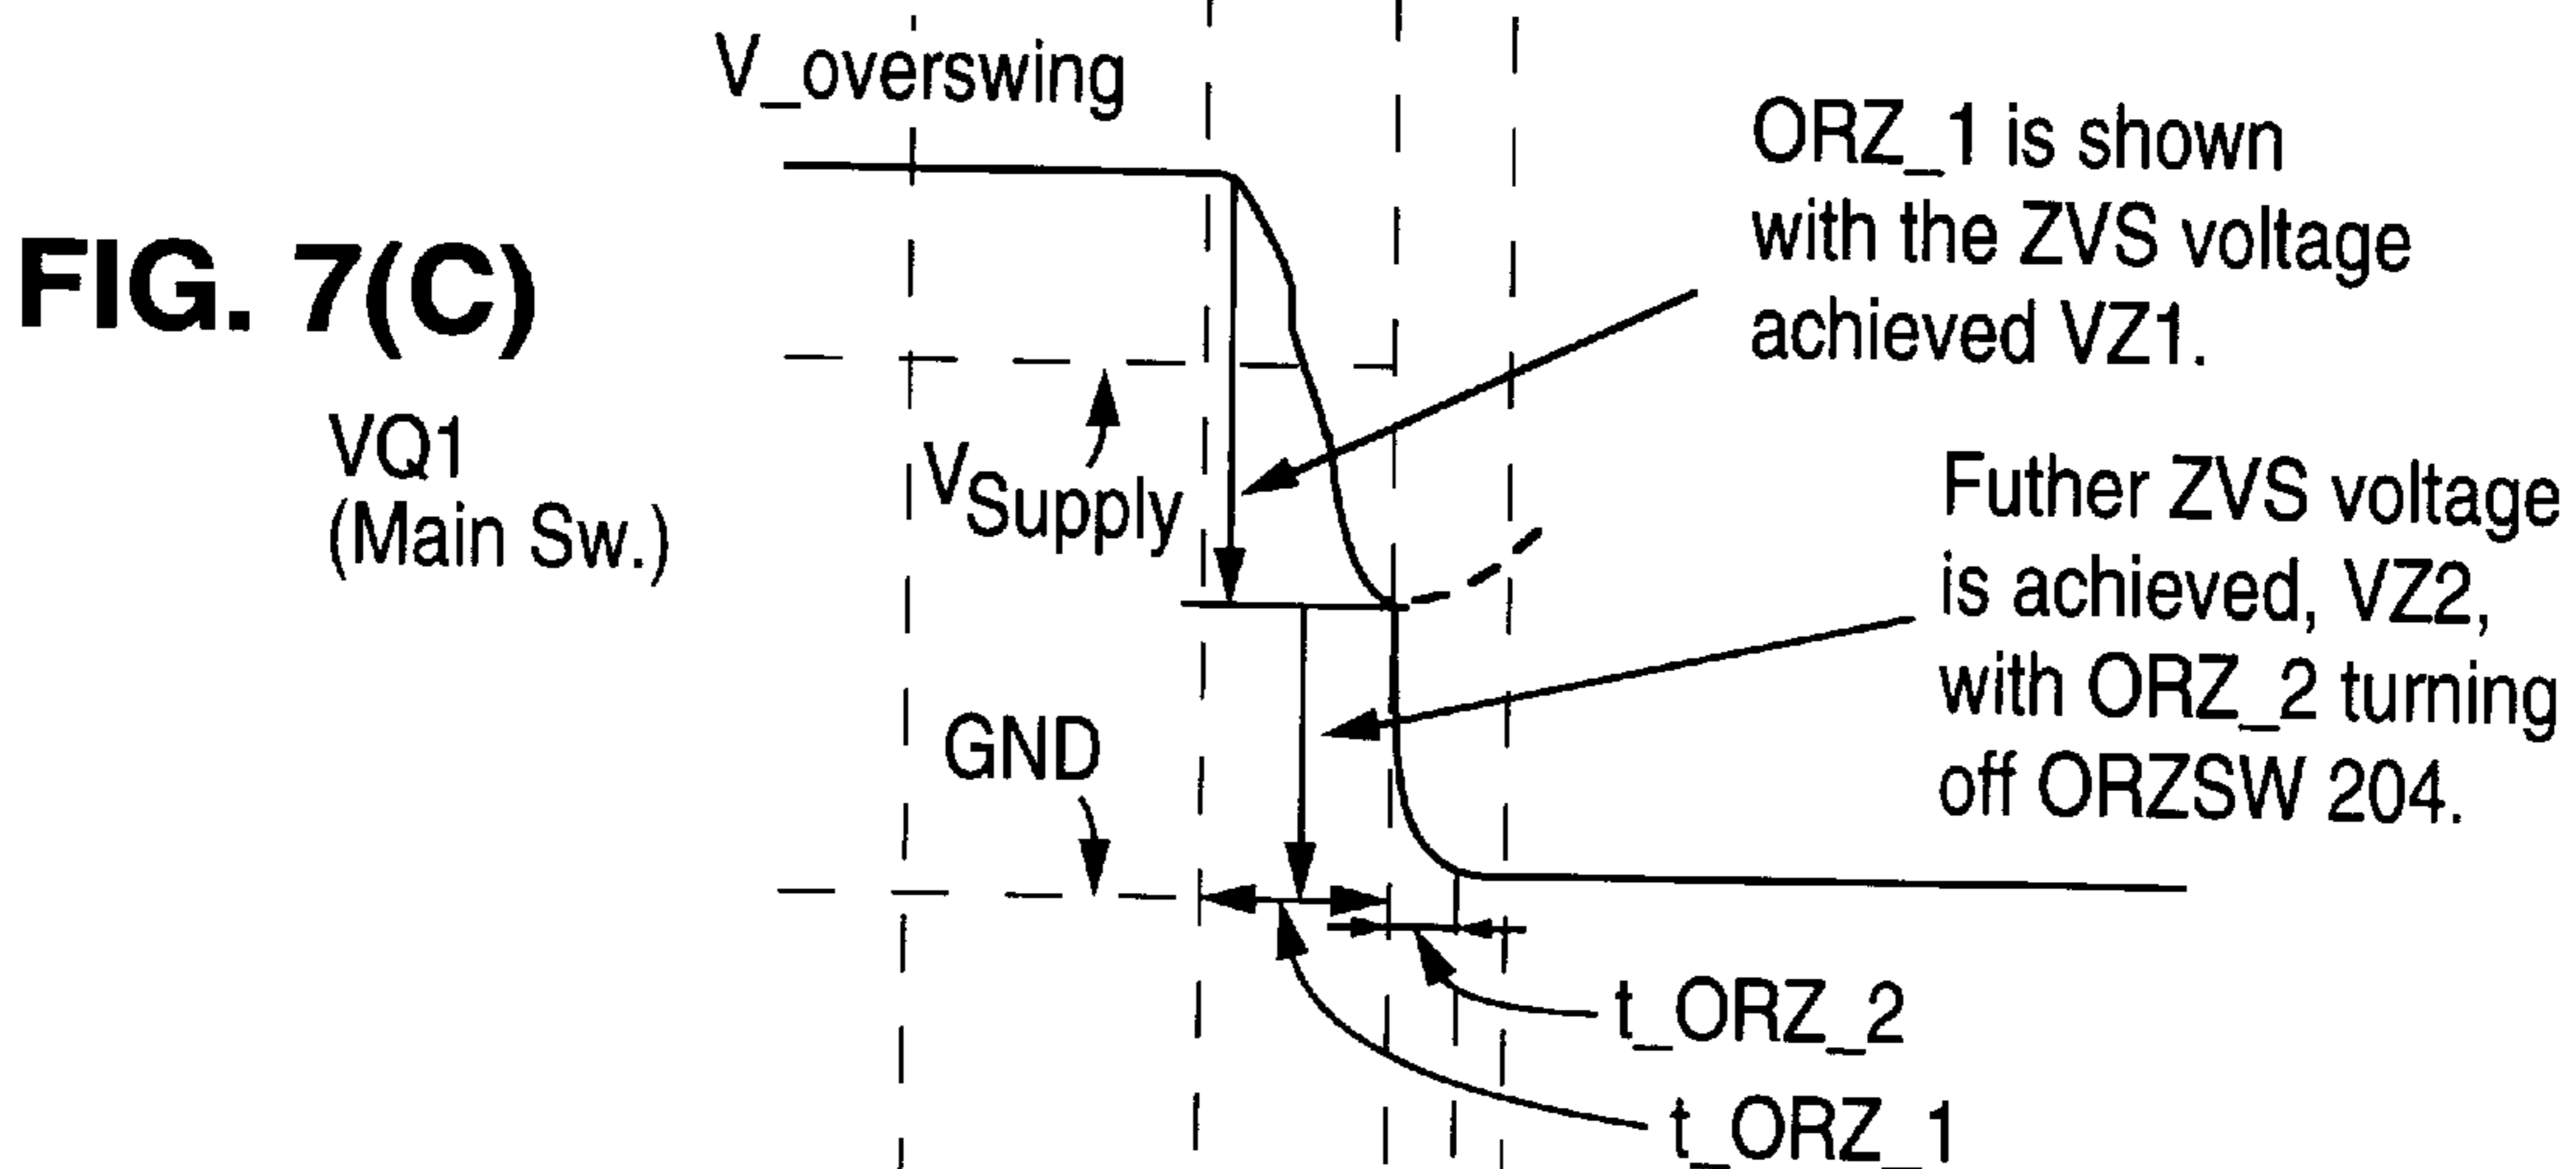 V_overswing
ORZ_1 is shown
with the ZVS voltage
achieved VZ1.
FIG. 7(C)
VQ1
(Main Sw.)
VSupply
Futher ZVS voltage
is achieved, VZ2,
with ORZ_2 turning
off ORZSW 204.
GND
t_ORZ_2
t_ORZ_1